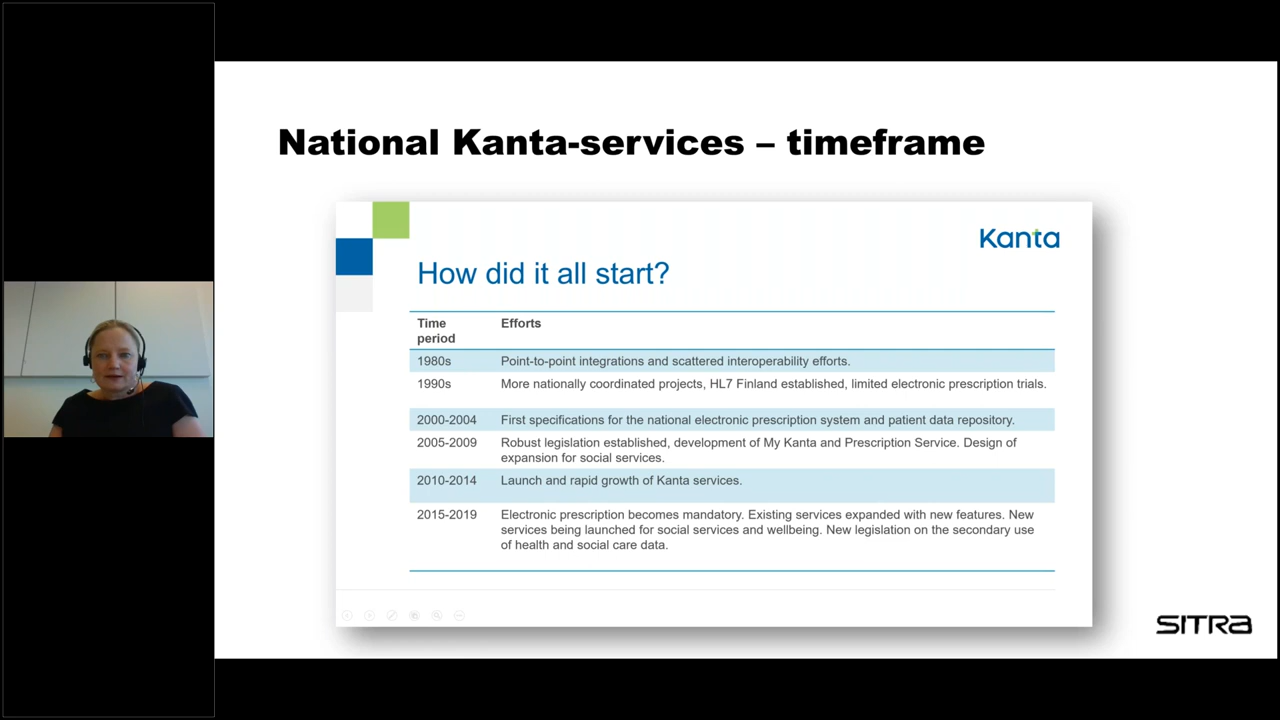 National Kanta-services – timeframe
Kanta
How did it all start?
Time period
Efforts
1980s
Point-to-point integrations and scattered interoperability efforts.
1990s
More nationally coordinated projects, HL7 Finland established, limited electronic prescription trials.
2000-2004
First specifications for the national electronic prescription system and patient data repository.
2005-2009
Robust legislation established, development of My Kanta and Prescription Service. Design of
expansion for social services.
2010-2014
Launch and rapid growth of Kanta services.
2015-2019
Electronic prescription becomes mandatory. Existing services expanded with new features. New
services being launched for social services and wellbeing. New legislation on the secondary use
of health and social care data.
SITRA